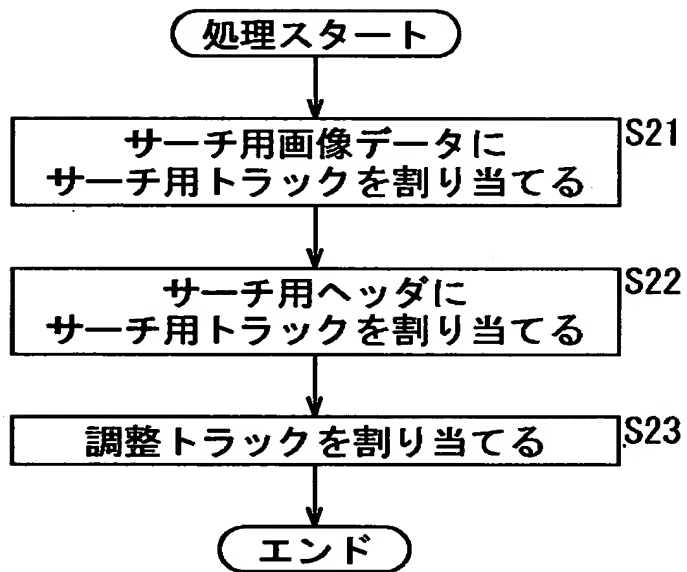 処理スタート
サーチ用画像データに
サーチ用トラックを割り当てる
S21
サーチ用ヘッダに
サーチ用トラックを割り当てる
S22
調整トラックを割り当てる
S23
エンド